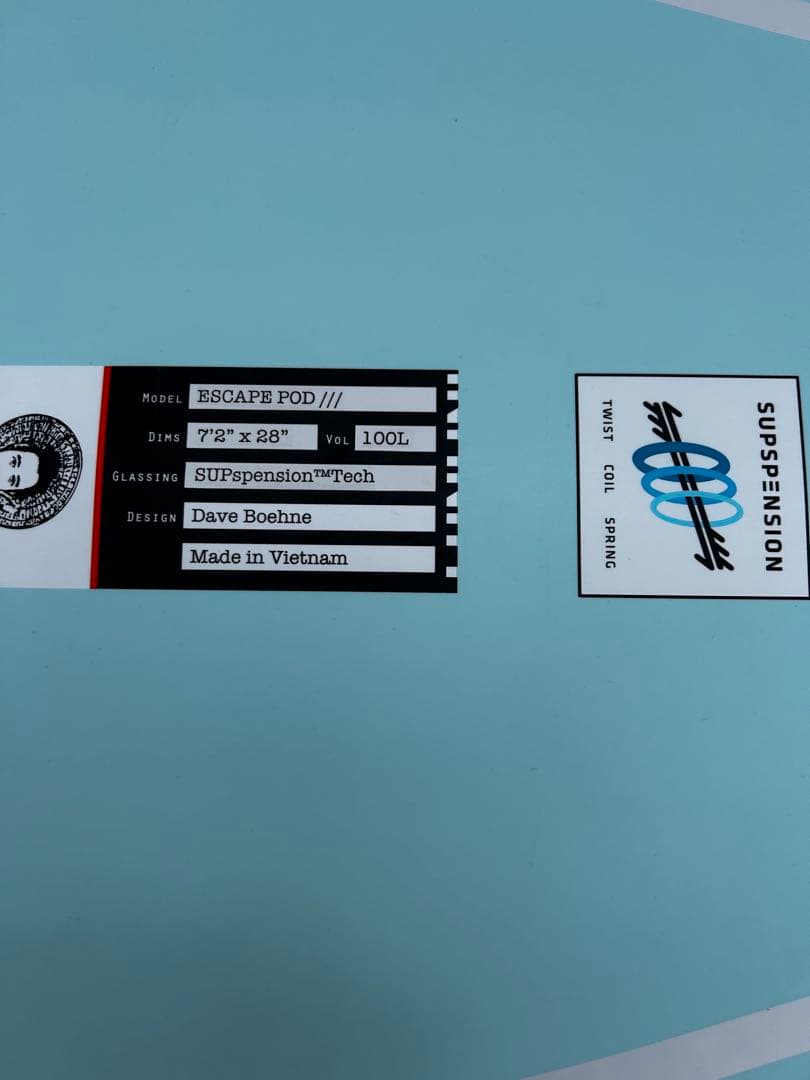 Model ESCAPE POD ///
Dims 7’2” x 28” Vol 100L
Glassing SUPspension™Tech
Design Dave Boehne
Made in Vietnam
SUPSPENSION
TWIST COIL SPRING